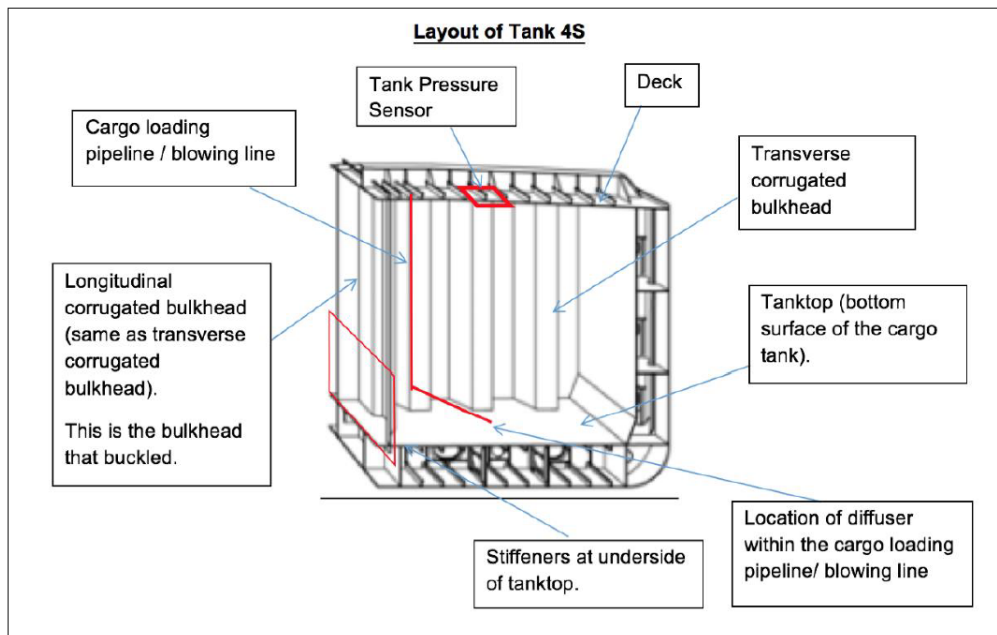 Layout of Tank 4S
Tank Pressure
Sensor
Deck
Cargo loading
pipeline / blowing line
Transverse
corrugated
bulkhead
Longitudinal
corrugated bulkhead
(same as transverse
corrugated
bulkhead).
This is the bulkhead
that buckled.
Tanktop (bottom
surface of the cargo
tank).
Stiffeners at underside
of tanktop.
Location of diffuser
within the cargo loading
pipeline/ blowing line